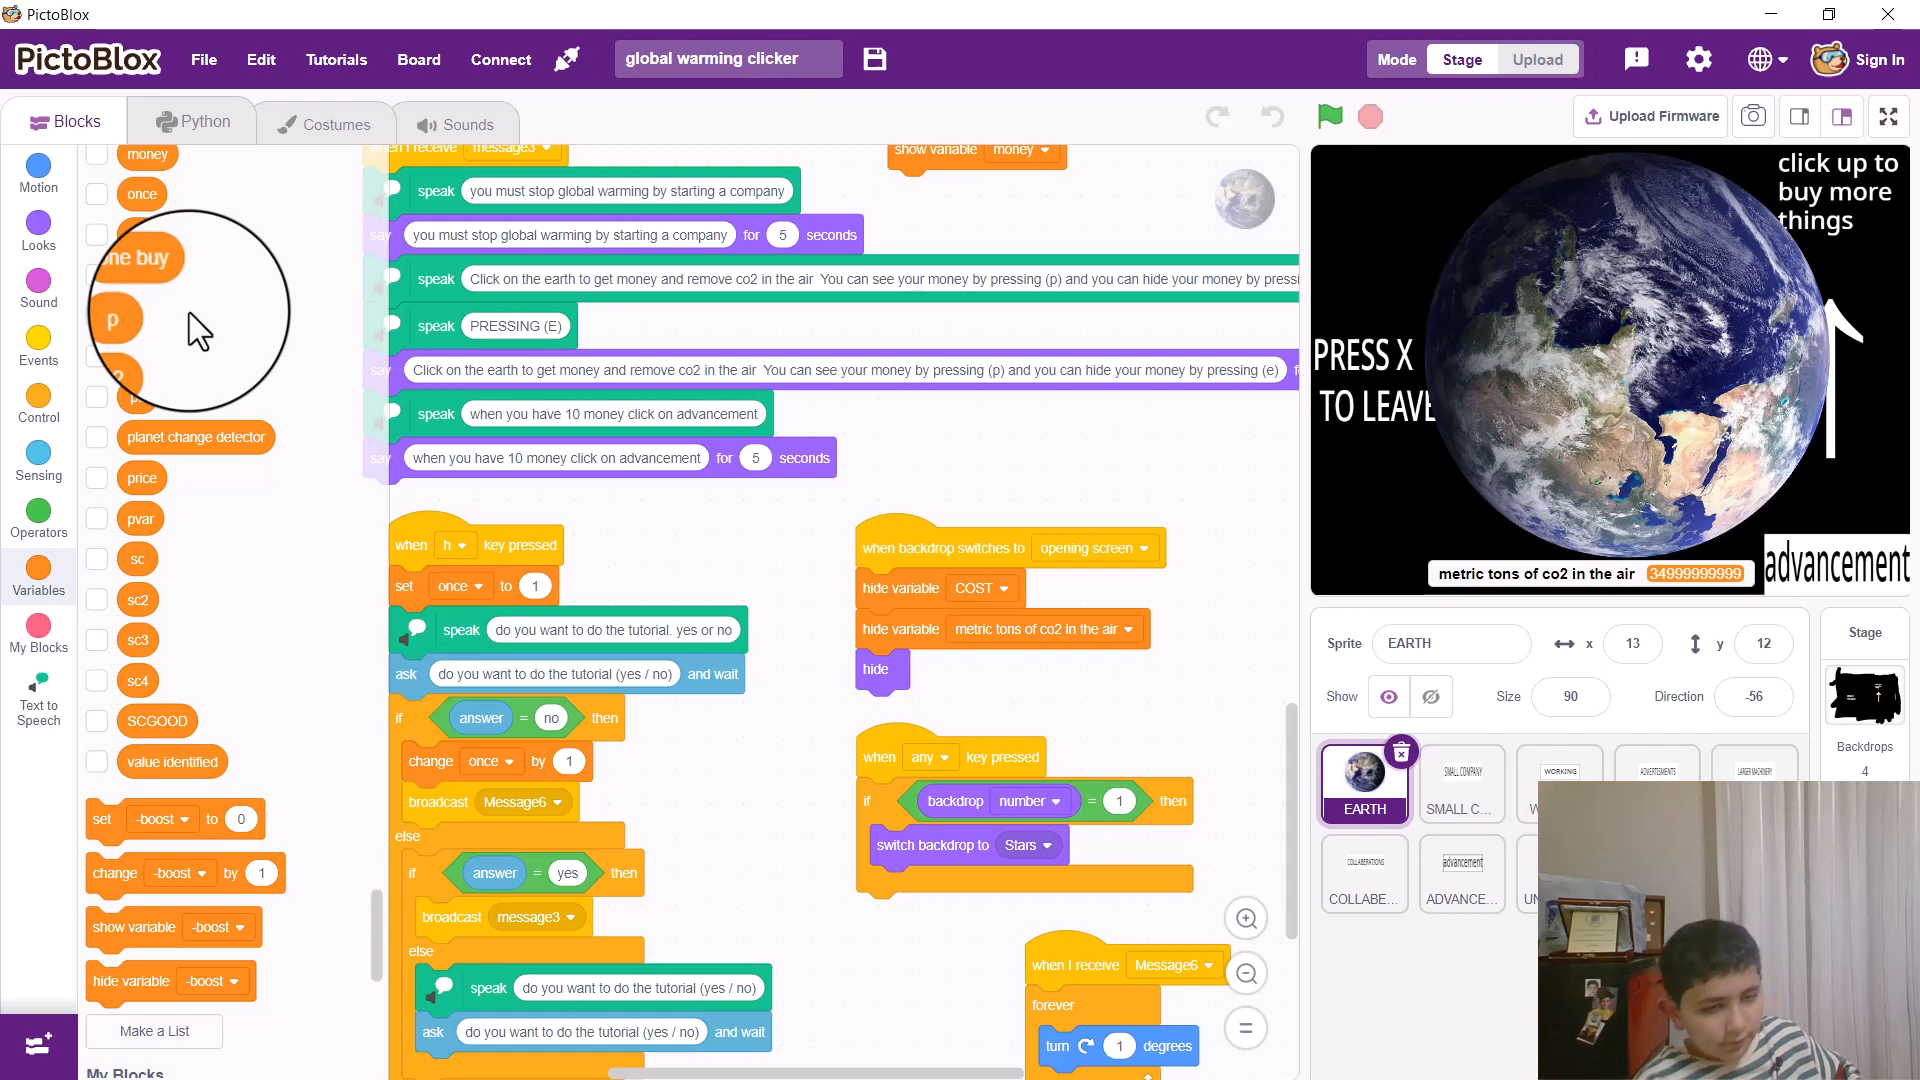 PictoBlox
PictoBlox File Edit Tutorials Board Connect global warming clicker Mode Stage Upload Sign In
Blocks Python Costumes Sounds
Upload Firmware
Motion
Looks
Sound
Events
Control
Sensing
Operators
Variables
My Blocks
Text to
Speech
money
once
one buy
p
planet change detector
price
pvar
sc
sc2
sc3
sc4
SCGOOD
value identified
set -boost to 0
change -boost by 1
show variable -boost
hide variable -boost
Make a List
My Blocks
when I receive message3
speak you must stop global warming by starting a company
say you must stop global warming by starting a company for 5 seconds
speak Click on the earth to get money and remove co2 in the air You can see your money by pressing (p) and you can hide your money by pressi
speak PRESSING (E)
say Click on the earth to get money and remove co2 in the air You can see your money by pressing (p) and you can hide your money by pressing (e) f
speak when you have 10 money click on advancement
say when you have 10 money click on advancement for 5 seconds
show variable money
when h key pressed
set once to 1
speak do you want to do the tutorial. yes or no
ask do you want to do the tutorial (yes / no) and wait
if answer = no then
change once by 1
broadcast Message6
else
if answer = yes then
broadcast message3
else
speak do you want to do the tutorial (yes / no)
ask do you want to do the tutorial (yes / no) and wait
when backdrop switches to opening screen
hide variable COST
hide variable metric tons of co2 in the air
hide
when any key pressed
if backdrop number = 1 then
switch backdrop to Stars
when I receive Message6
forever
turn 1 degrees
click up to
buy more
things
PRESS X
TO LEAVE
metric tons of co2 in the air 34999999999
advancement
Sprite EARTH x 13 y 12
Show Size 90 Direction -56
Stage
Backdrops
4
EARTH
SMALL COMPANY
SMALL C...
WORKING
W
ADVERTISEMENTS
LARGER MACHINERY
COLLABERATIONS
COLLABE...
advancement
ADVANCE...
UN